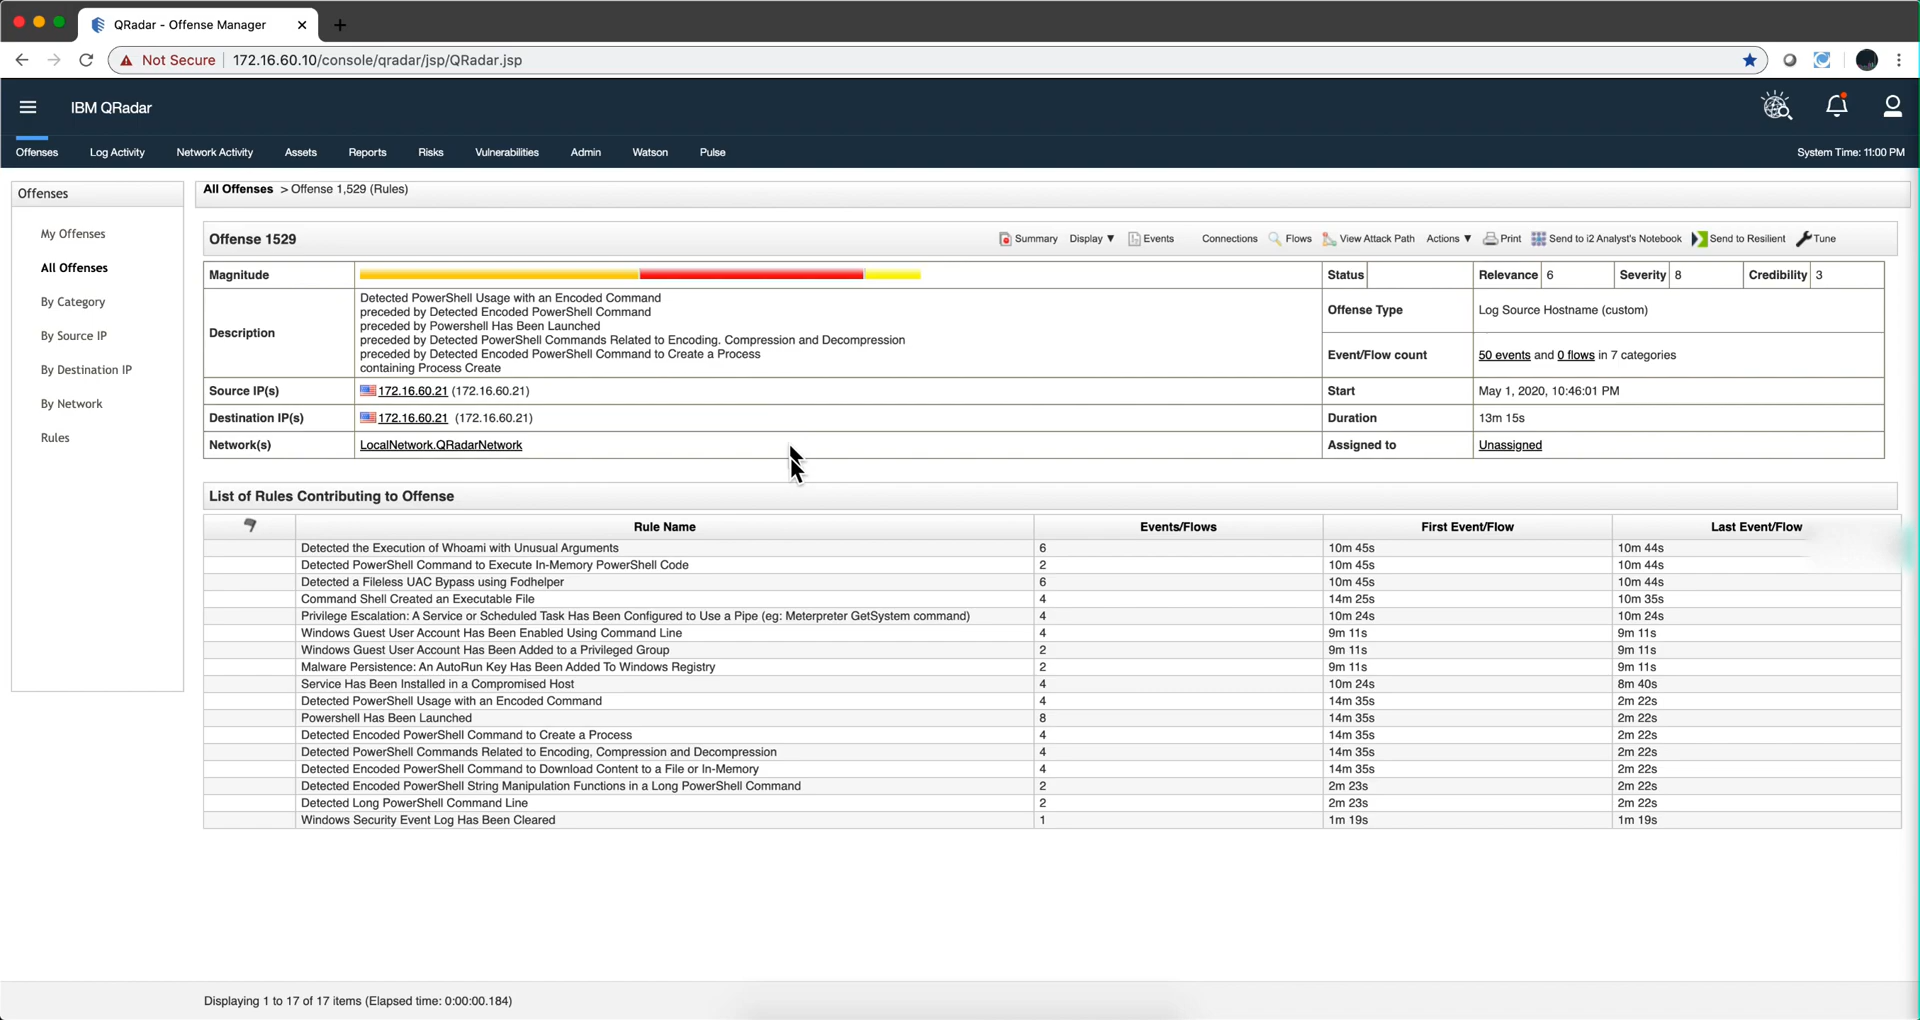 QRadar - Offense Manager
Not Secure 172.16.60.10/console/qradar/jsp/QRadar.jsp
IBM QRadar
Offenses Log Activity Network Activity Assets Reports Risks Vulnerabilities Admin Watson Pulse System Time: 11:00 PM
Offenses
My Offenses
All Offenses
By Category
By Source IP
By Destination IP
By Network
Rules
All Offenses > Offense 1,529 (Rules)
Offense 1529 Summary Display ▼ Events Connections Flows View Attack Path Actions ▼ Print Send to i2 Analyst's Notebook Send to Resilient Tune
Magnitude Status Relevance 6 Severity 8 Credibility 3
Description
Detected PowerShell Usage with an Encoded Command
preceded by Detected Encoded PowerShell Command
preceded by Powershell Has Been Launched
preceded by Detected PowerShell Commands Related to Encoding, Compression and Decompression
preceded by Detected Encoded PowerShell Command to Create a Process
containing Process Create
Offense Type Log Source Hostname (custom)
Event/Flow count 50 events and 0 flows in 7 categories
Source IP(s) 172.16.60.21 (172.16.60.21) Start May 1, 2020, 10:46:01 PM
Destination IP(s) 172.16.60.21 (172.16.60.21) Duration 13m 15s
Network(s) LocalNetwork.QRadarNetwork Assigned to Unassigned
List of Rules Contributing to Offense
Rule Name Events/Flows First Event/Flow Last Event/Flow
Detected the Execution of Whoami with Unusual Arguments 6 10m 45s 10m 44s
Detected PowerShell Command to Execute In-Memory PowerShell Code 2 10m 45s 10m 44s
Detected a Fileless UAC Bypass using Fodhelper 6 10m 45s 10m 44s
Command Shell Created an Executable File 4 14m 25s 10m 35s
Privilege Escalation: A Service or Scheduled Task Has Been Configured to Use a Pipe (eg: Meterpreter GetSystem command) 4 10m 24s 10m 24s
Windows Guest User Account Has Been Enabled Using Command Line 4 9m 11s 9m 11s
Windows Guest User Account Has Been Added to a Privileged Group 2 9m 11s 9m 11s
Malware Persistence: An AutoRun Key Has Been Added To Windows Registry 2 9m 11s 9m 11s
Service Has Been Installed in a Compromised Host 4 10m 24s 8m 40s
Detected PowerShell Usage with an Encoded Command 4 14m 35s 2m 22s
Powershell Has Been Launched 8 14m 35s 2m 22s
Detected Encoded PowerShell Command to Create a Process 4 14m 35s 2m 22s
Detected PowerShell Commands Related to Encoding, Compression and Decompression 4 14m 35s 2m 22s
Detected Encoded PowerShell Command to Download Content to a File or In-Memory 4 14m 35s 2m 22s
Detected Encoded PowerShell String Manipulation Functions in a Long PowerShell Command 2 2m 23s 2m 22s
Detected Long PowerShell Command Line 2 2m 23s 2m 22s
Windows Security Event Log Has Been Cleared 1 1m 19s 1m 19s
Displaying 1 to 17 of 17 items (Elapsed time: 0:00:00.184)